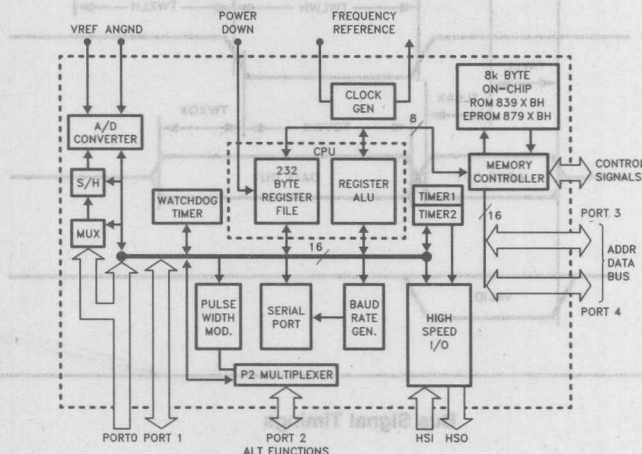 VREF ANGND
POWER
DOWN
FREQUENCY
REFERENCE
CLOCK
GEN
8k BYTE
ON-CHIP
ROM 839 X BH
EPROM 879 X BH
A/D
CONVERTER
8
CPU
S/H
232
BYTE
REGISTER
FILE
REGISTER
ALU
MEMORY
CONTROLLER
CONTROL
SIGNALS
WATCHDOG
TIMER
TIMER1
TIMER2
MUX
16
16
PORT 3
ADDR
DATA
BUS
PORT 4
PULSE
WIDTH
MOD.
SERIAL
PORT
BAUD
RATE
GEN.
HIGH
SPEED
I/O
P2 MULTIPLEXER
PORT0 PORT 1
PORT 2
ALT FUNCTIONS
HSI
HSO
Bus Signal Timings